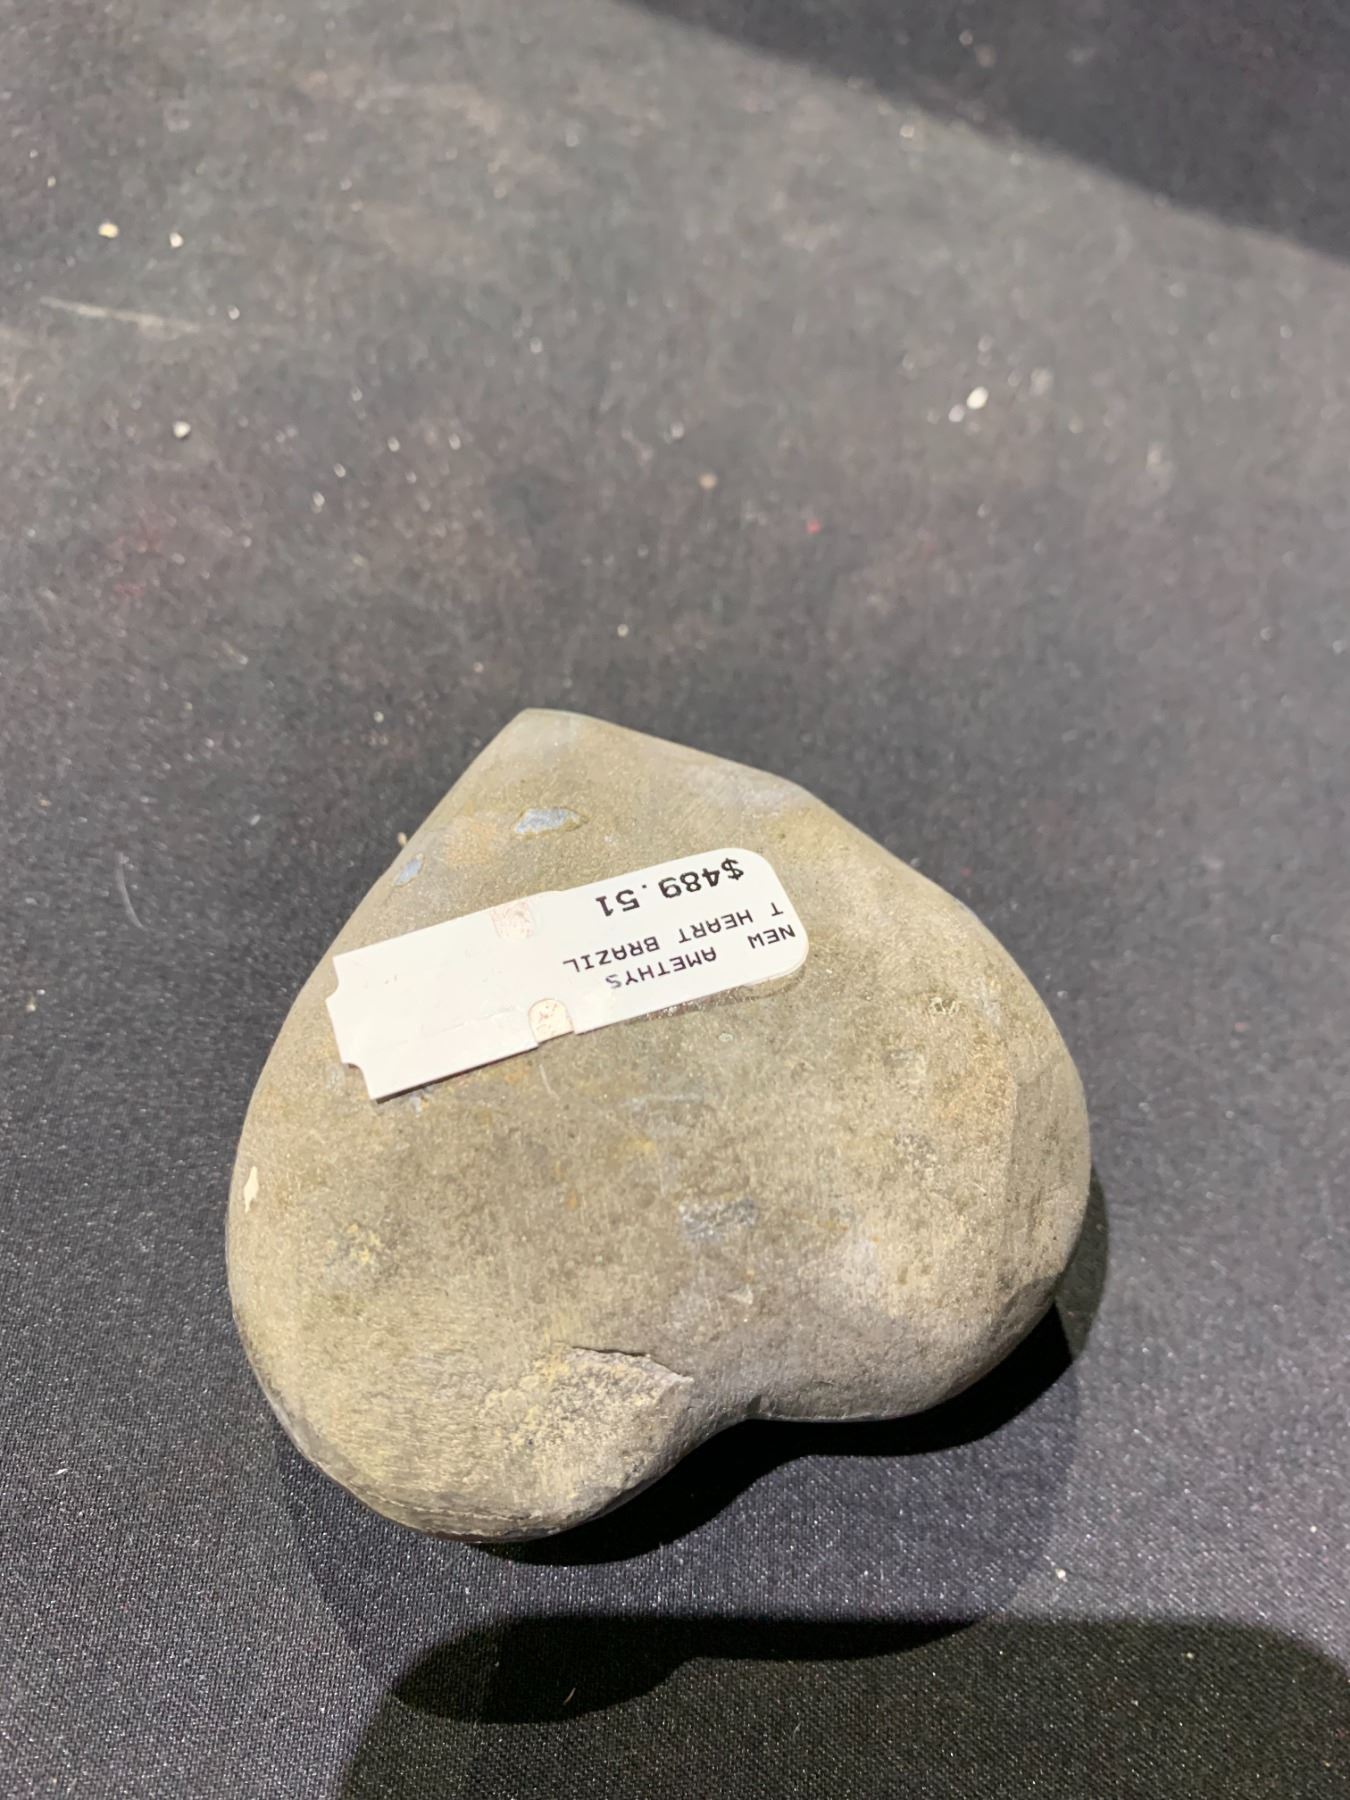 NEW AMETHYS
T HEART BRAZIL
$489.51